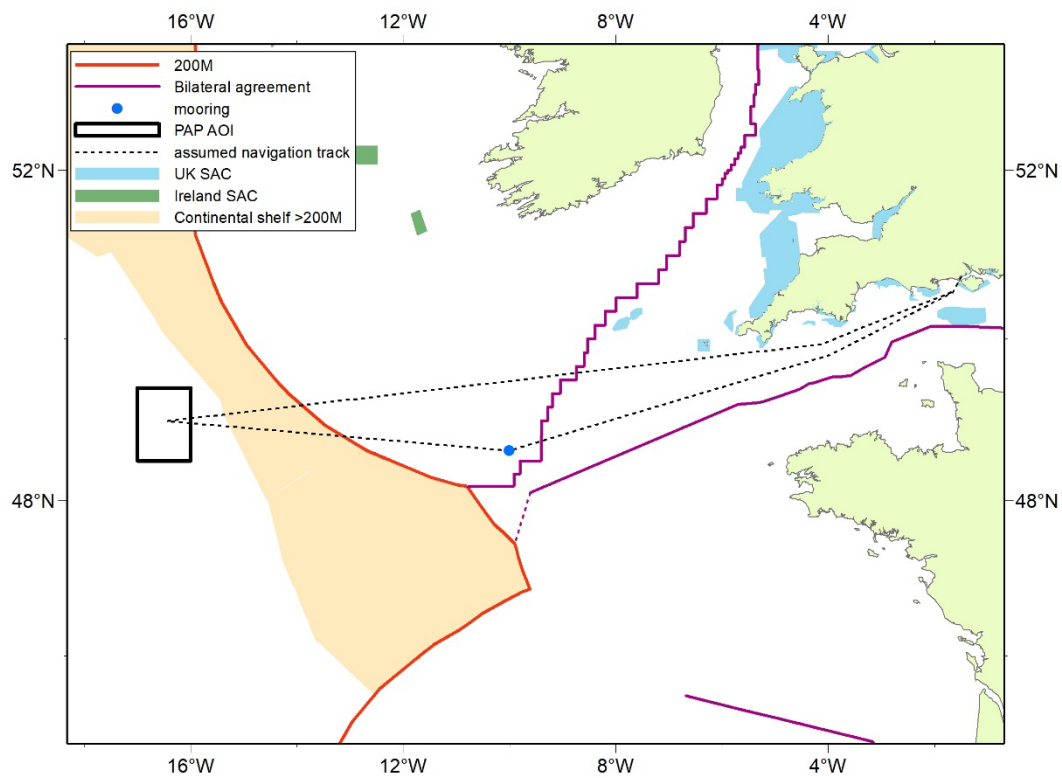 16°W 12°W 8°W 4°W
200M
Bilateral agreement
mooring
PAP AOI
assumed navigation track
UK SAC
Ireland SAC
Continental shelf >200M
52°N 52°N
48°N 48°N
16°W 12°W 8°W 4°W